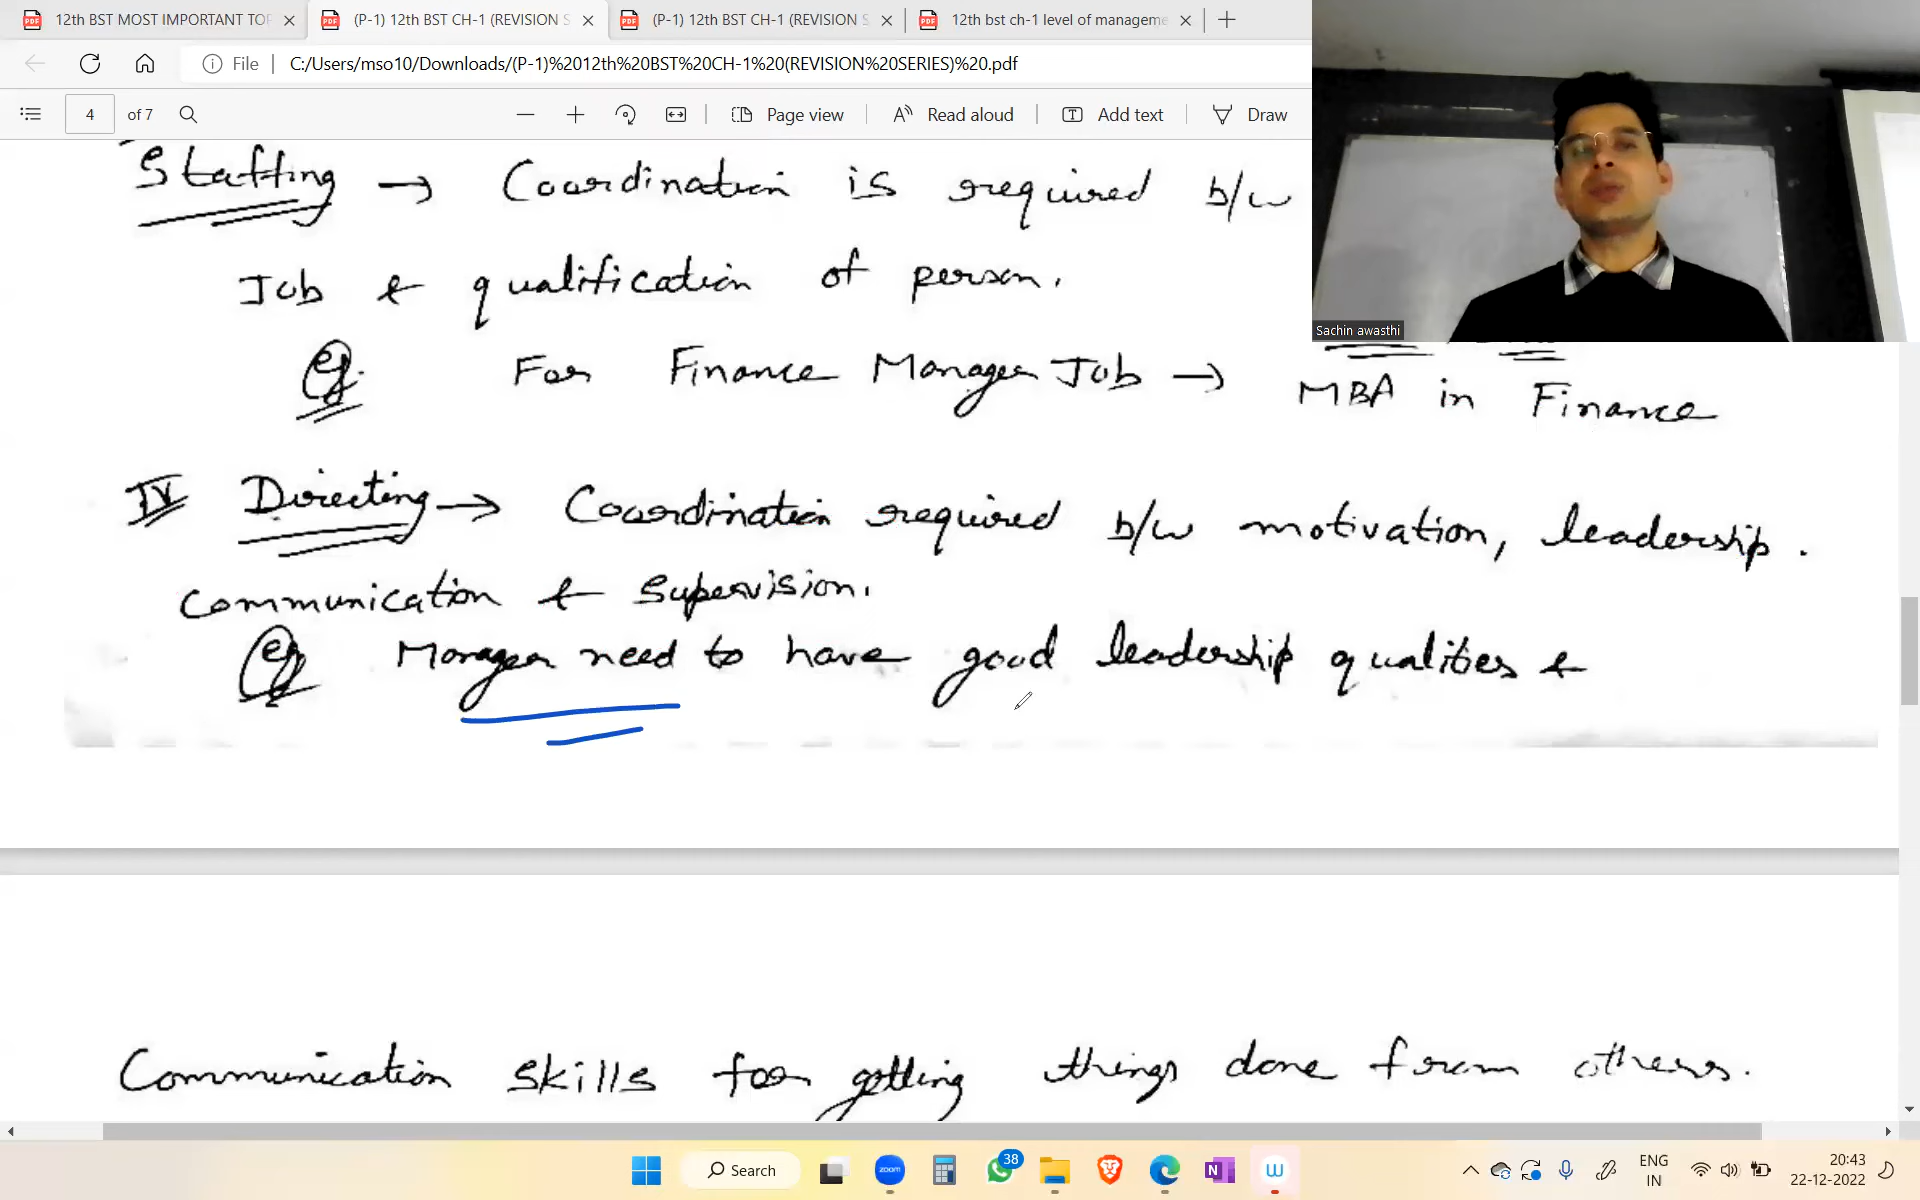 12th BST MOST IMPORTANT TOP
(P-1) 12th BST CH-1 (REVISION S
(P-1) 12th BST CH-1 (REVISION S
12th bst ch-1 level of manageme
File
C:/Users/mso10/Downloads/(P-1)%2012th%20BST%20CH-1%20(REVISION%20SERIES)%20.pdf
4 of 7
Page view
Read aloud
Add text
Draw
Staffing → Coordination is required b/w
Job & qualification of person.
eg. For Finance Manager Job → MBA in Finance
IV Directing → Coordination required b/w motivation, leadership.
communication & supervision.
eg Manager need to have good leadership qualities &
Communication skills for getting things done from others.
Sachin awasthi
Search
zoom
38
ENG
IN
20:43
22-12-2022